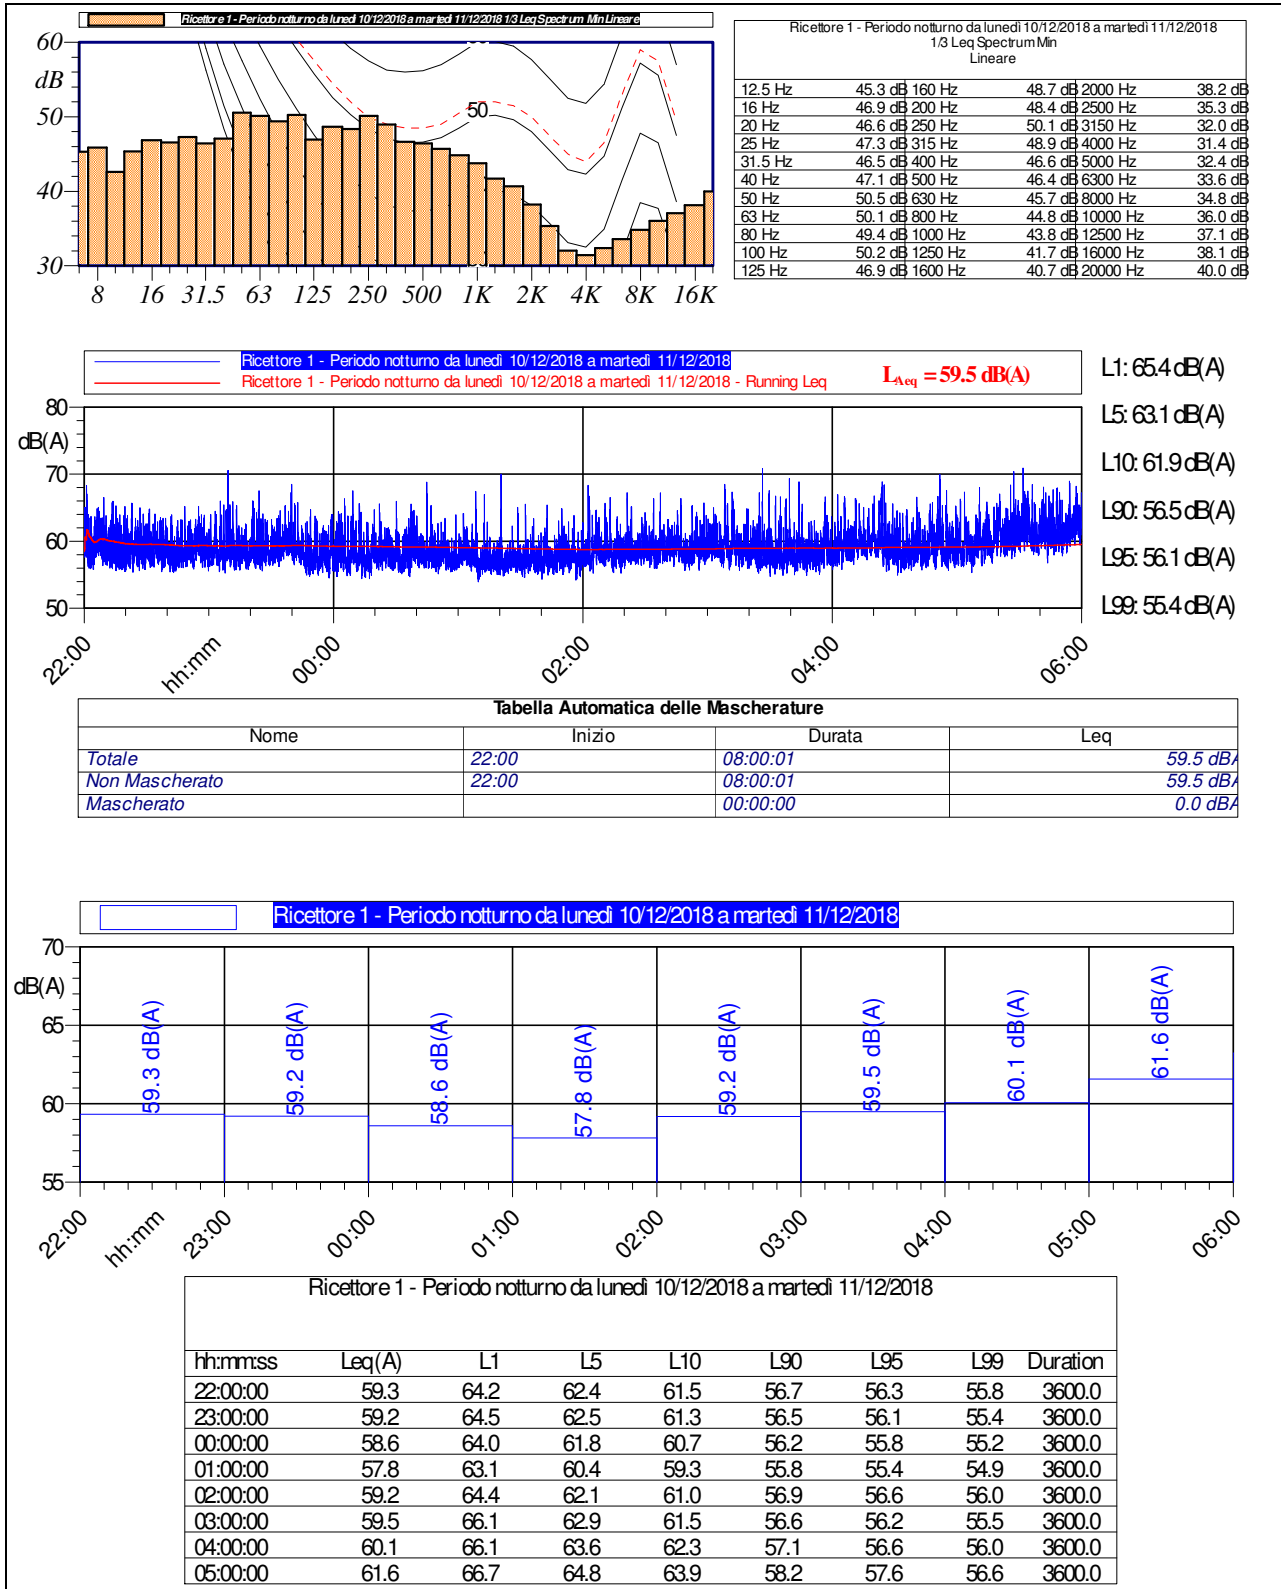 Ricettore 1 - Periodo notturno da lunedì 10/12/2018 a martedì 11/12/2018 1/3 Leq Spectrum Min Lineare
60
dB
50
40
30
50
8 16 31.5 63 125 250 500 1K 2K 4K 8K 16K
Ricettore 1 - Periodo notturno da lunedì 10/12/2018 a martedì 11/12/2018
1/3 Leq Spectrum Min
Lineare
12.5 Hz 45.3 dB 160 Hz 48.7 dB 2000 Hz 38.2 dB
16 Hz 46.9 dB 200 Hz 48.4 dB 2500 Hz 35.3 dB
20 Hz 46.6 dB 250 Hz 50.1 dB 3150 Hz 32.0 dB
25 Hz 47.3 dB 315 Hz 48.9 dB 4000 Hz 31.4 dB
31.5 Hz 46.5 dB 400 Hz 46.6 dB 5000 Hz 32.4 dB
40 Hz 47.1 dB 500 Hz 46.4 dB 6300 Hz 33.6 dB
50 Hz 50.5 dB 630 Hz 45.7 dB 8000 Hz 34.8 dB
63 Hz 50.1 dB 800 Hz 44.8 dB 10000 Hz 36.0 dB
80 Hz 49.4 dB 1000 Hz 43.8 dB 12500 Hz 37.1 dB
100 Hz 50.2 dB 1250 Hz 41.7 dB 16000 Hz 38.1 dB
125 Hz 46.9 dB 1600 Hz 40.7 dB 20000 Hz 40.0 dB
Ricettore 1 - Periodo notturno da lunedì 10/12/2018 a martedì 11/12/2018
Ricettore 1 - Periodo notturno da lunedì 10/12/2018 a martedì 11/12/2018 - Running Leq
LAeq = 59.5 dB(A)
80
dB(A)
70
60
50
22:00 hh:mm 00:00 02:00 04:00 06:00
L1: 65.4 dB(A)
L5: 63.1 dB(A)
L10: 61.9 dB(A)
L90: 56.5 dB(A)
L95: 56.1 dB(A)
L99: 55.4 dB(A)
Tabella Automatica delle Mascherature
Nome Inizio Durata Leq
Totale 22:00 08:00:01 59.5 dBA
Non Mascherato 22:00 08:00:01 59.5 dBA
Mascherato 00:00:00 0.0 dBA
Ricettore 1 - Periodo notturno da lunedì 10/12/2018 a martedì 11/12/2018
70
dB(A)
65
60
55
59.3 dB(A)
59.2 dB(A)
58.6 dB(A)
57.8 dB(A)
59.2 dB(A)
59.5 dB(A)
60.1 dB(A)
61.6 dB(A)
22:00 hh:mm 23:00 00:00 01:00 02:00 03:00 04:00 05:00 06:00
Ricettore 1 - Periodo notturno da lunedì 10/12/2018 a martedì 11/12/2018
hh:mm:ss Leq(A) L1 L5 L10 L90 L95 L99 Duration
22:00:00 59.3 64.2 62.4 61.5 56.7 56.3 55.8 3600.0
23:00:00 59.2 64.5 62.5 61.3 56.5 56.1 55.4 3600.0
00:00:00 58.6 64.0 61.8 60.7 56.2 55.8 55.2 3600.0
01:00:00 57.8 63.1 60.4 59.3 55.8 55.4 54.9 3600.0
02:00:00 59.2 64.4 62.1 61.0 56.9 56.6 56.0 3600.0
03:00:00 59.5 66.1 62.9 61.5 56.6 56.2 55.5 3600.0
04:00:00 60.1 66.1 63.6 62.3 57.1 56.6 56.0 3600.0
05:00:00 61.6 66.7 64.8 63.9 58.2 57.6 56.6 3600.0